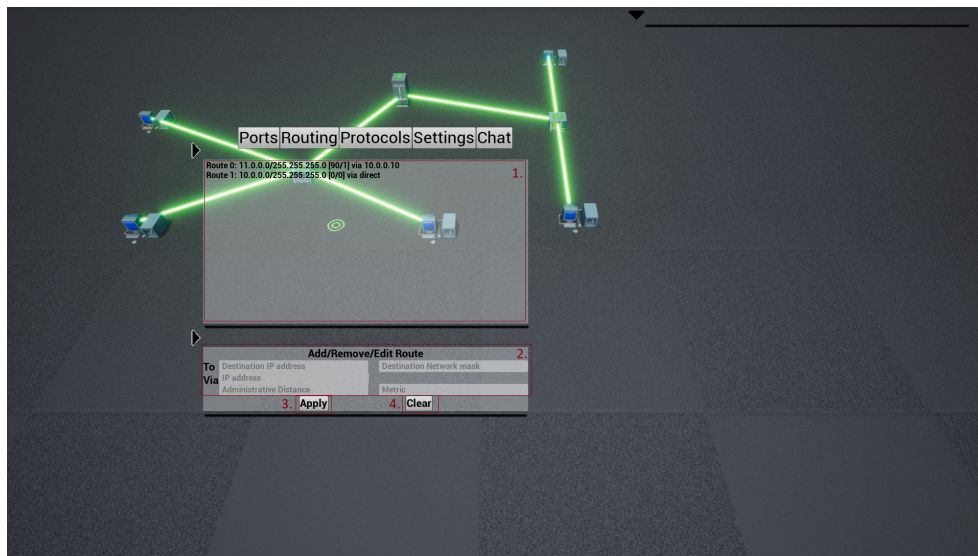 Ports Routing Protocols Settings Chat
Route 0: 11.0.0.0/255.255.255.0 [90/1] via 10.0.0.10
1.
Route 1: 10.0.0.0/255.255.255.0 [0/0] via direct
Add/Remove/Edit Route
2.
To Destination IP address Destination Network mask
Via IP address
Administrative Distance Metric
3. Apply 4. Clear